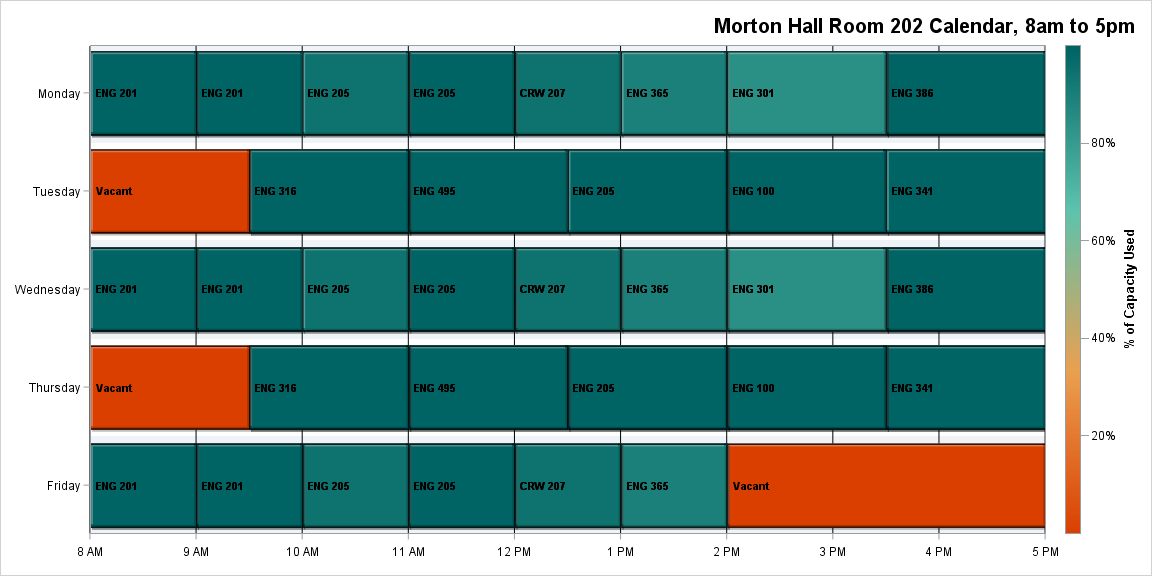 Morton Hall Room 202 Calendar, 8am to 5pm
Monday
ENG 201 ENG 201 ENG 205 ENG 205 CRW 207 ENG 365 ENG 301 ENG 386
Tuesday
Vacant ENG 316 ENG 495 ENG 205 ENG 100 ENG 341
Wednesday
ENG 201 ENG 201 ENG 205 ENG 205 CRW 207 ENG 365 ENG 301 ENG 386
Thursday
Vacant ENG 316 ENG 495 ENG 205 ENG 100 ENG 341
Friday
ENG 201 ENG 201 ENG 205 ENG 205 CRW 207 ENG 365 Vacant
8 AM 9 AM 10 AM 11 AM 12 PM 1 PM 2 PM 3 PM 4 PM 5 PM
80%
60%
40%
20%
% of Capacity Used